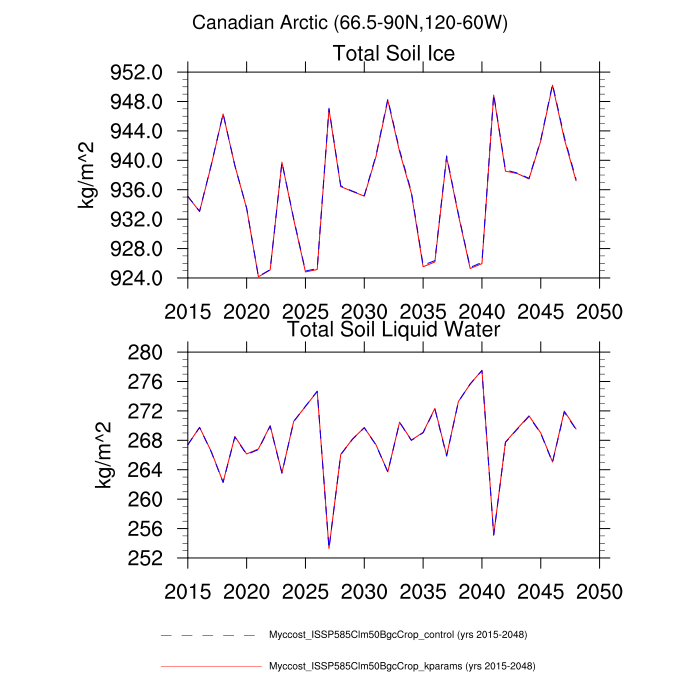 Canadian Arctic (66.5-90N,120-60W)
Total Soil Ice
952.0
948.0
944.0
940.0
936.0
932.0
928.0
924.0
kg/m^2
2015 2020 2025 2030 2035 2040 2045 2050
Total Soil Liquid Water
280
276
272
268
264
260
256
252
kg/m^2
2015 2020 2025 2030 2035 2040 2045 2050
Myccost_ISSP585Clm50BgcCrop_control (yrs 2015-2048)
Myccost_ISSP585Clm50BgcCrop_kparams (yrs 2015-2048)